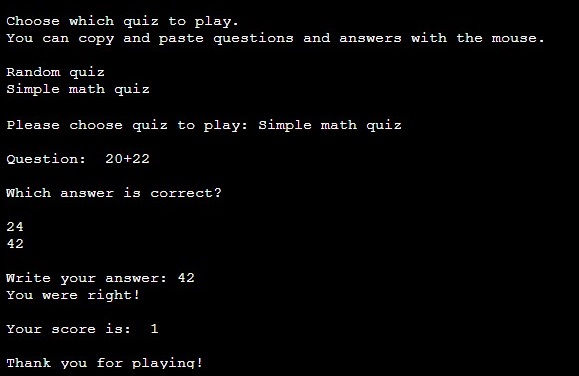 Choose which quiz to play.
You can copy and paste questions and answers with the mouse.
Random quiz
Simple math quiz
Please choose quiz to play: Simple math quiz
Question:  20+22
Which answer is correct?
24
42
Write your answer: 42
You were right!
Your score is:  1
Thank you for playing!